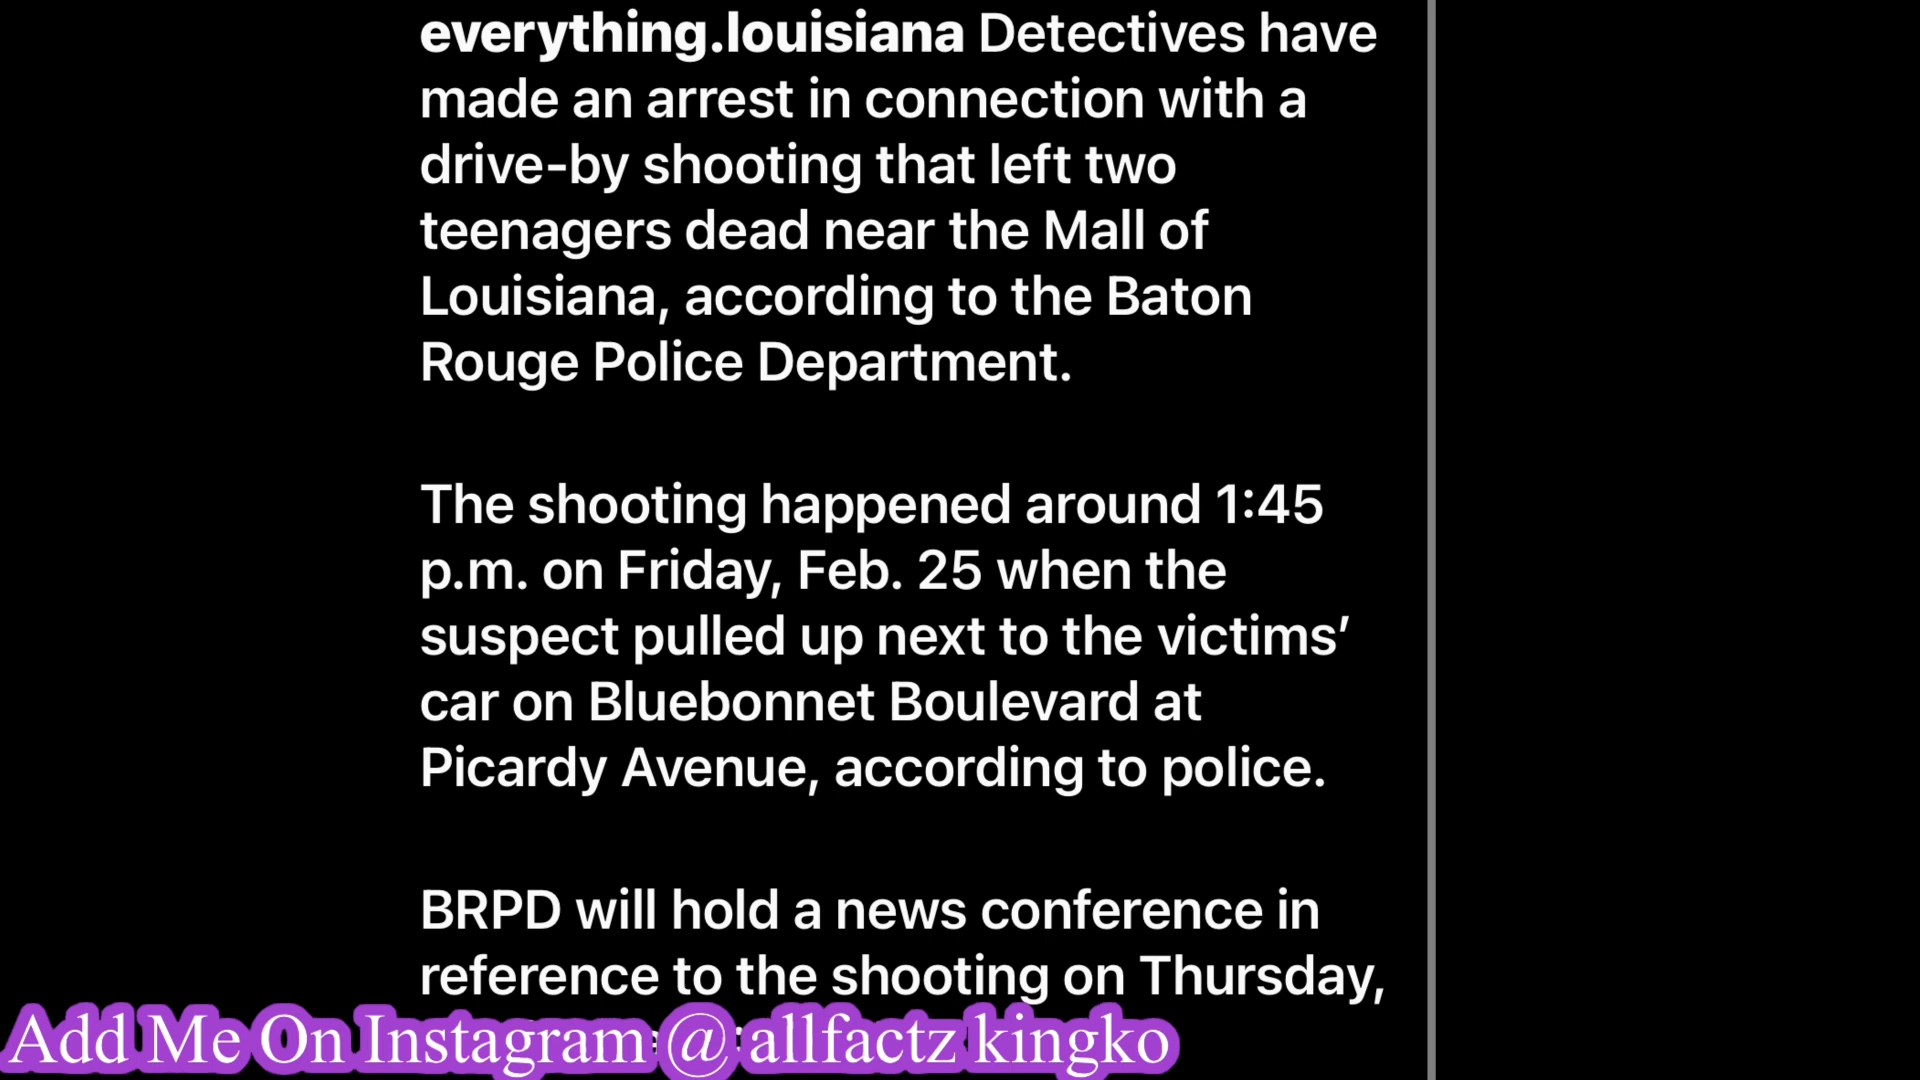 everything.louisiana Detectives have
made an arrest in connection with a
drive-by shooting that left two
teenagers dead near the Mall of
Louisiana, according to the Baton
Rouge Police Department.
The shooting happened around 1:45
p.m. on Friday, Feb. 25 when the
suspect pulled up next to the victims’
car on Bluebonnet Boulevard at
Picardy Avenue, according to police.
BRPD will hold a news conference in
reference to the shooting on Thursday,
Add Me On Instagram @ allfactz kingko